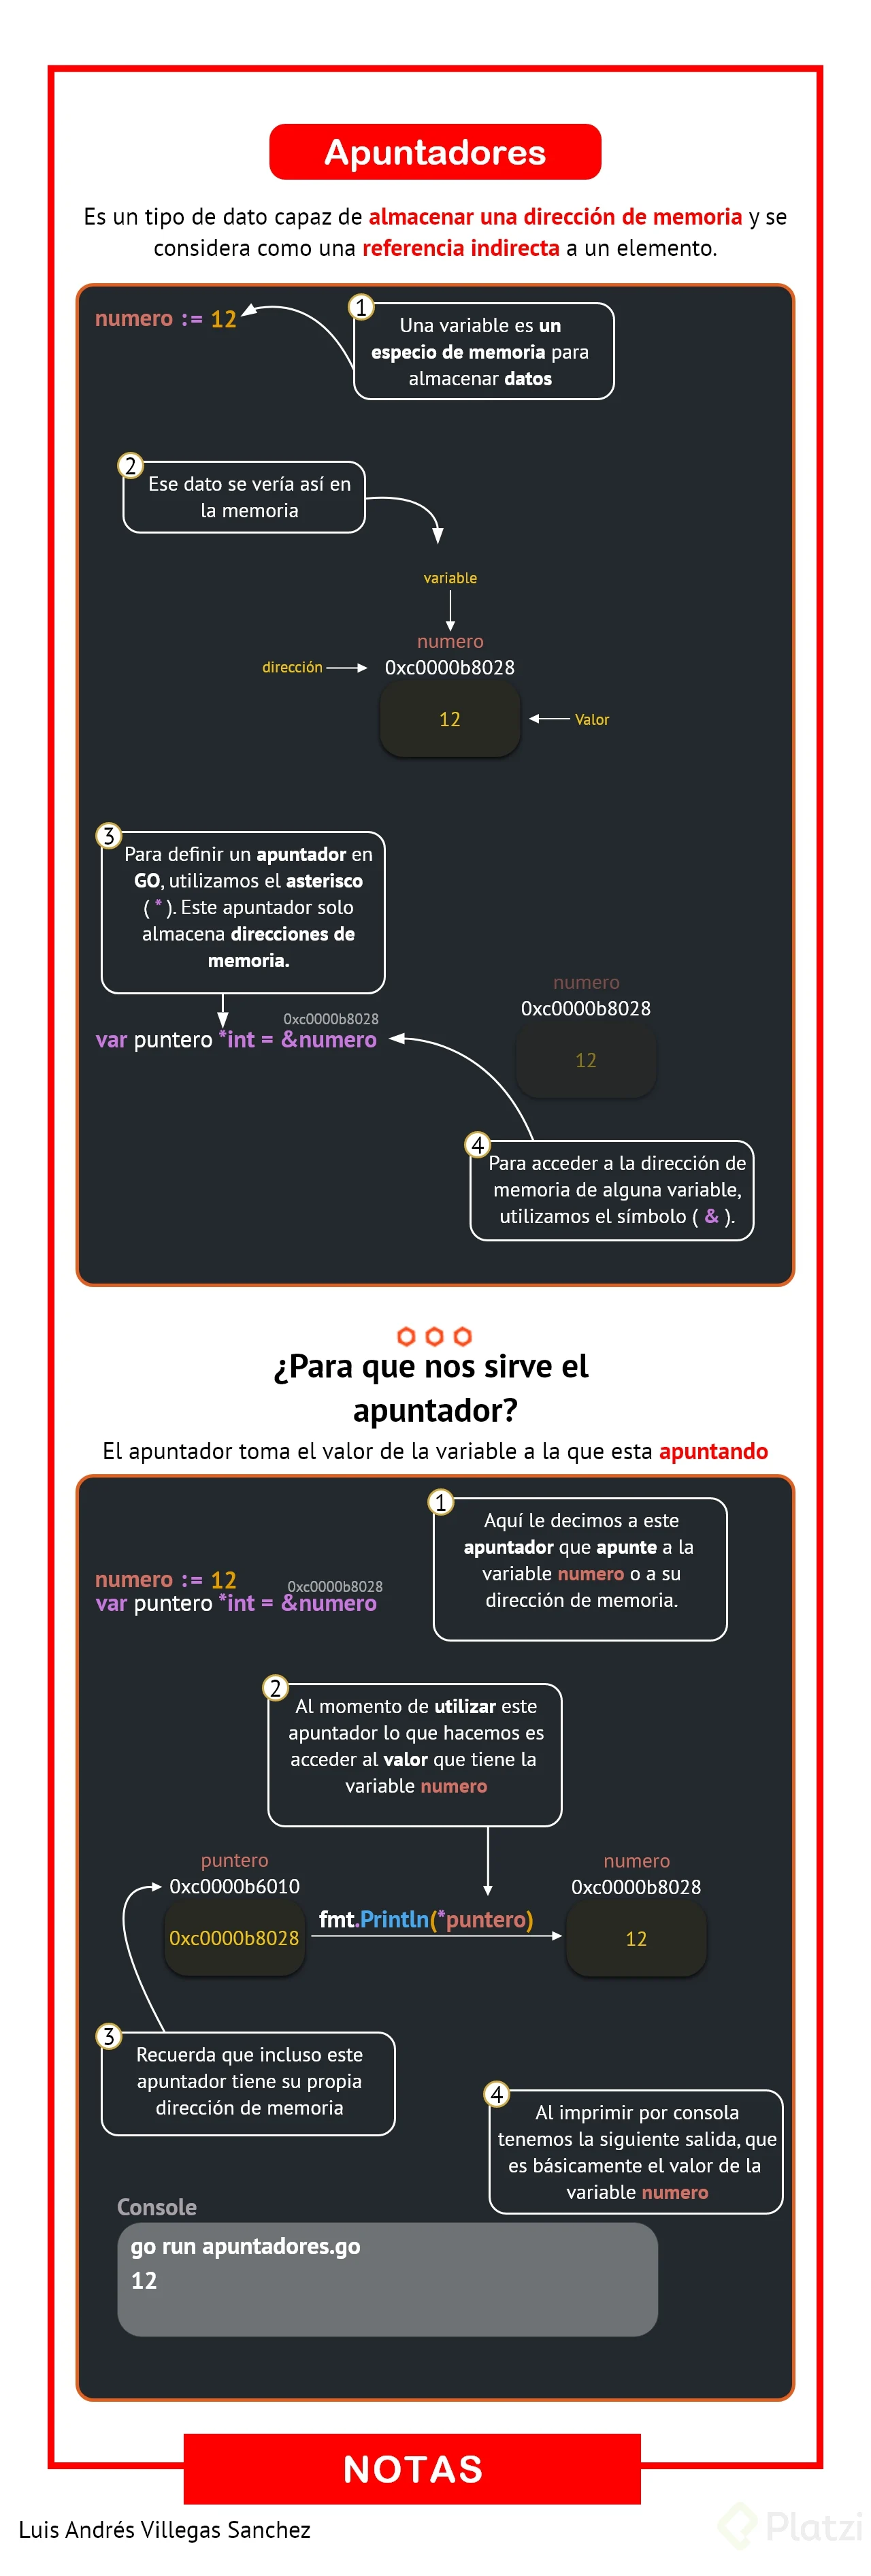 Apuntadores
Es un tipo de dato capaz de almacenar una dirección de memoria y se
considera como una referencia indirecta a un elemento.
numero := 12
1
Una variable es un
especio de memoria para
almacenar datos
2
Ese dato se vería así en
la memoria
variable
numero
dirección
0xc0000b8028
12
Valor
3
Para definir un apuntador en
GO, utilizamos el asterisco
( * ). Este apuntador solo
almacena direcciones de
memoria.
numero
0xc0000b8028
12
0xc0000b8028
var puntero *int = &numero
4
Para acceder a la dirección de
memoria de alguna variable,
utilizamos el símbolo ( & ).
¿Para que nos sirve el
apuntador?
El apuntador toma el valor de la variable a la que esta apuntando
1
Aquí le decimos a este
apuntador que apunte a la
variable numero o a su
dirección de memoria.
numero := 12
0xc0000b8028
var puntero *int = &numero
2
Al momento de utilizar este
apuntador lo que hacemos es
acceder al valor que tiene la
variable numero
puntero
0xc0000b6010
0xc0000b8028
fmt.Println(*puntero)
numero
0xc0000b8028
12
3
Recuerda que incluso este
apuntador tiene su propia
dirección de memoria
4
Al imprimir por consola
tenemos la siguiente salida, que
es básicamente el valor de la
variable numero
Console
go run apuntadores.go
12
NOTAS
Luis Andrés Villegas Sanchez
Platzi